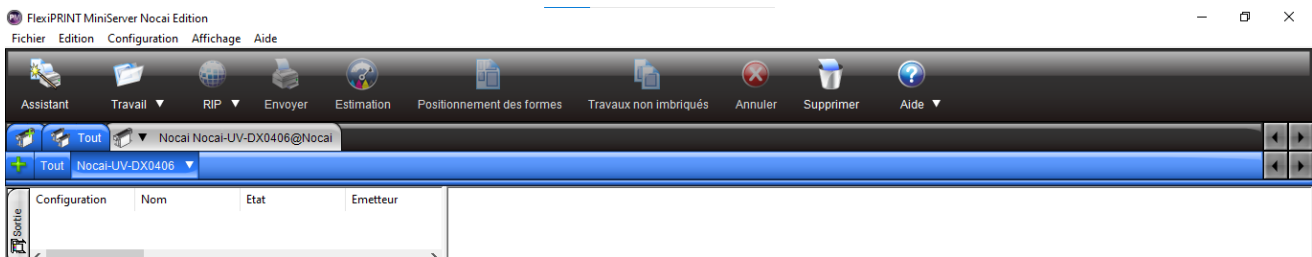 FlexiPRINT MiniServer Nocai Edition
Fichier Edition Configuration Affichage Aide
Assistant Travail RIP Envoyer Estimation Positionnement des formes Travaux non imbriqués Annuler Supprimer Aide
Tout Nocai Nocai-UV-DX0406@Nocai
Tout Nocai-UV-DX0406
Configuration Nom Etat Emetteur
Sortie